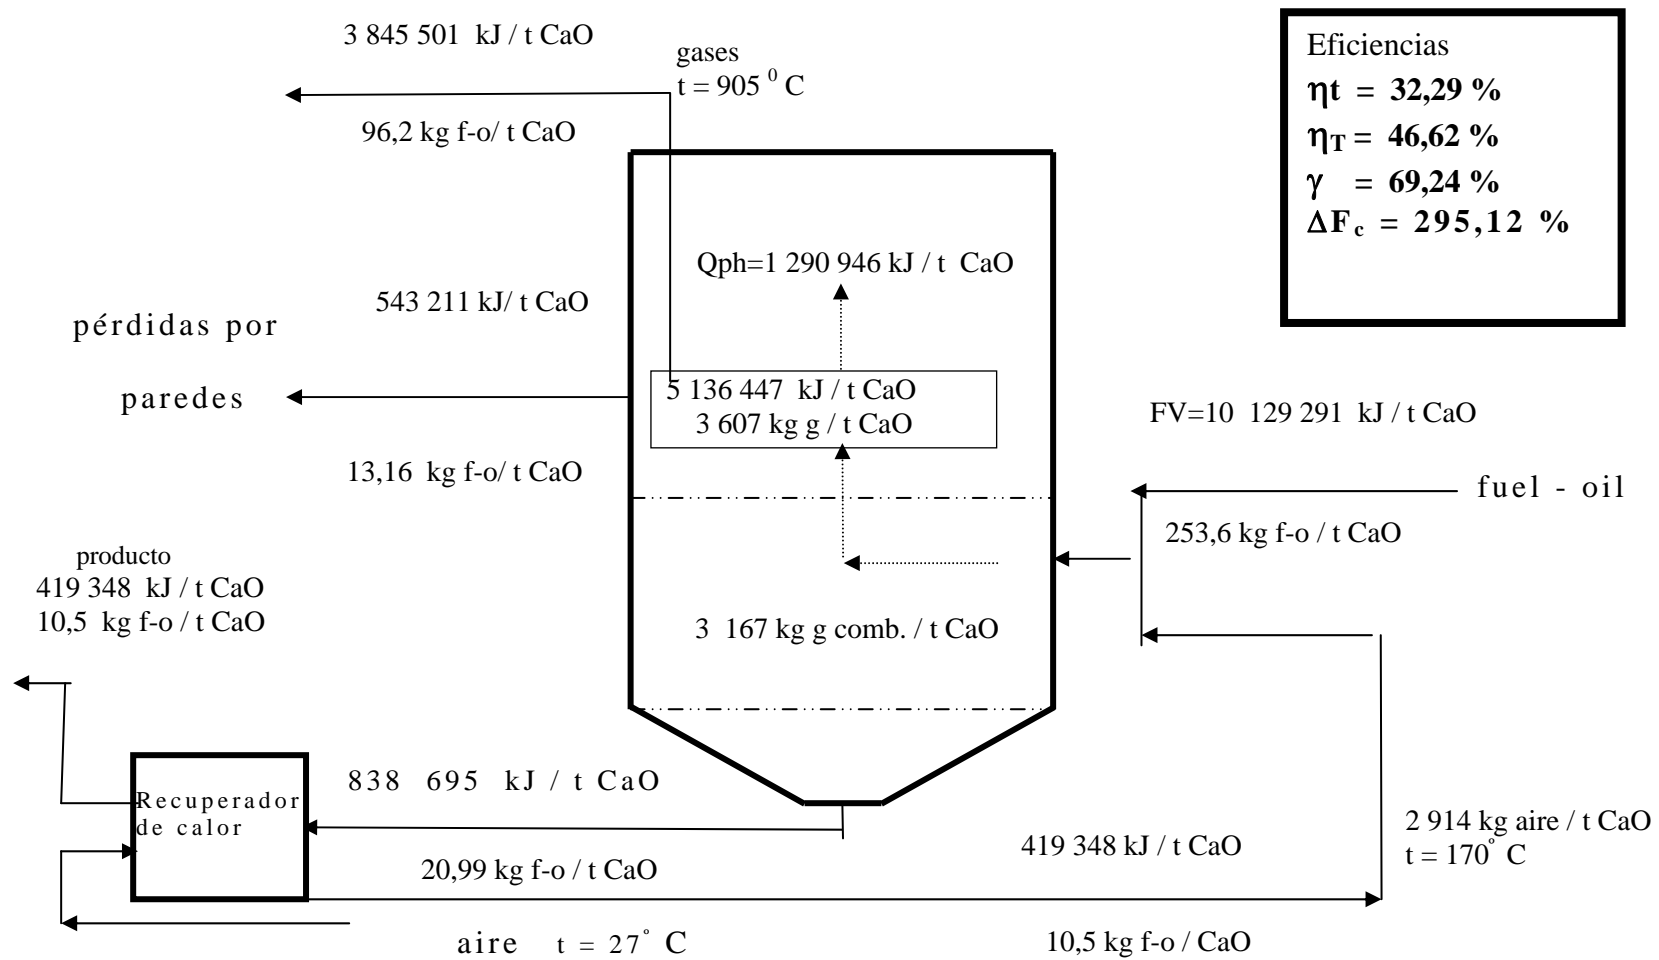 3 845 501 kJ / t CaO
gases
t = 905 ⁰ C
96,2 kg f-o/ t CaO
Eficiencias
ηt = 32,29 %
η_T = 46,62 %
γ = 69,24 %
ΔF_c = 295,12 %
Qph=1 290 946 kJ / t CaO
543 211 kJ/ t CaO
pérdidas por
paredes
5 136 447 kJ / t CaO
3 607 kg g / t CaO
13,16 kg f-o/ t CaO
FV=10 129 291 kJ / t CaO
fuel - oil
253,6 kg f-o / t CaO
producto
419 348 kJ / t CaO
10,5 kg f-o / t CaO
3 167 kg g comb. / t CaO
Recuperador
de calor
838 695 kJ / t CaO
20,99 kg f-o / t CaO
419 348 kJ / t CaO
2 914 kg aire / t CaO
t = 170° C
aire t = 27° C
10,5 kg f-o / CaO